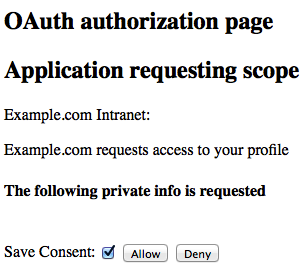 OAuth authorization page
Application requesting scope
Example.com Intranet:
Example.com requests access to your profile
The following private info is requested
Save Consent: Allow Deny